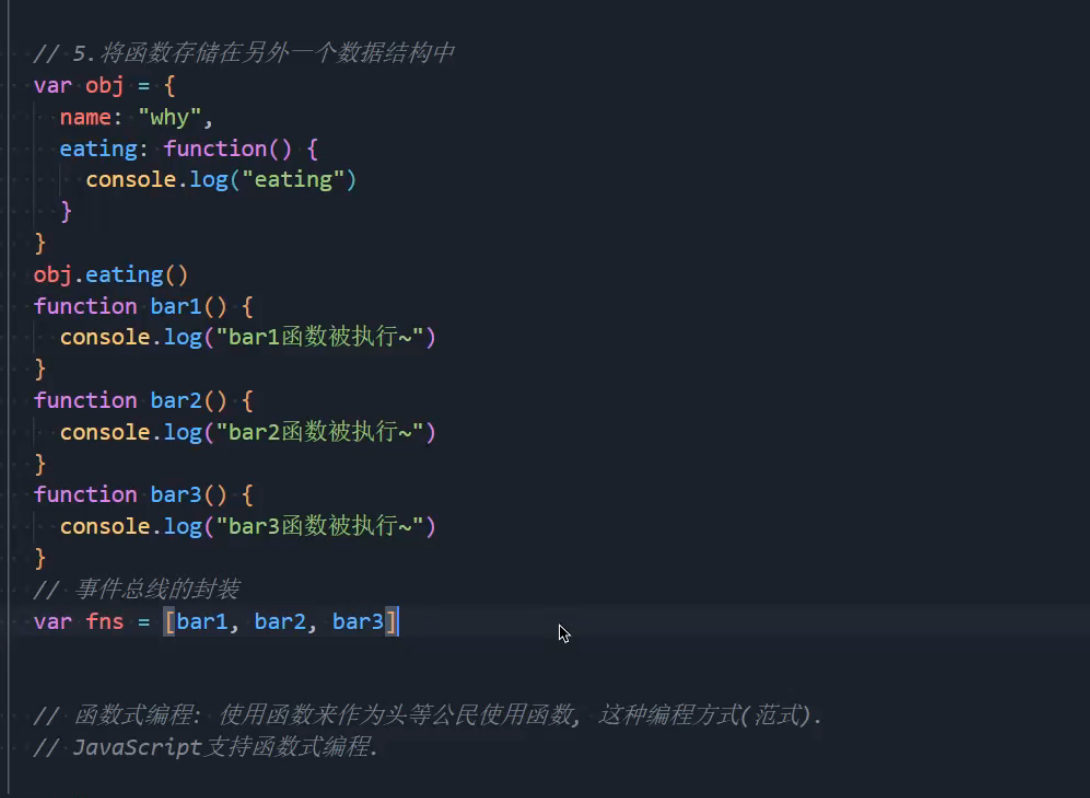 // 5.将函数存储在另外一个数据结构中
var obj = {
  name: "why",
  eating: function() {
    console.log("eating")
  }
}
obj.eating()
function bar1() {
  console.log("bar1函数被执行~")
}
function bar2() {
  console.log("bar2函数被执行~")
}
function bar3() {
  console.log("bar3函数被执行~")
}
// 事件总线的封装
var fns = [bar1, bar2, bar3]
// 函数式编程: 使用函数来作为头等公民使用函数, 这种编程方式(范式).
// JavaScript支持函数式编程.